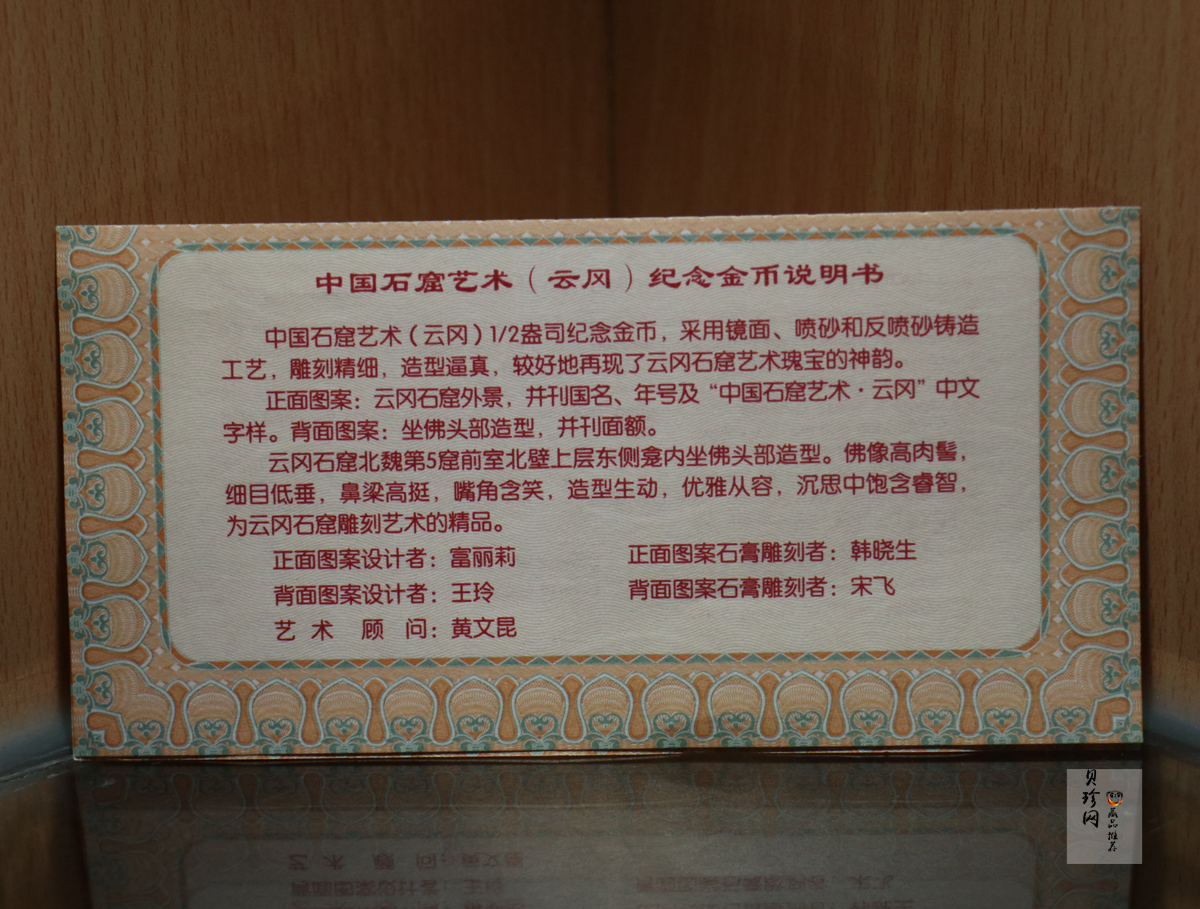 中国石窟艺术（云冈）纪念金币说明书
中国石窟艺术（云冈）1/2盎司纪念金币，采用镜面、喷砂和反喷砂铸造
工艺，雕刻精细，造型逼真，较好地再现了云冈石窟艺术瑰宝的神韵。
正面图案：云冈石窟外景，并刊国名、年号及“中国石窟艺术·云冈”中文
字样。背面图案：坐佛头部造型，并刊面额。
云冈石窟北魏第5窟前室北壁上层东侧龛内坐佛头部造型。佛像高肉髻，
细目低垂，鼻梁高挺，嘴角含笑，造型生动，优雅从容，沉思中饱含睿智，
为云冈石窟雕刻艺术的精品。
正面图案设计者：富丽莉 正面图案石膏雕刻者：韩晓生
背面图案设计者：王玲 背面图案石膏雕刻者：宋飞
艺术顾问：黄文昆
贝珍网
藏品推荐